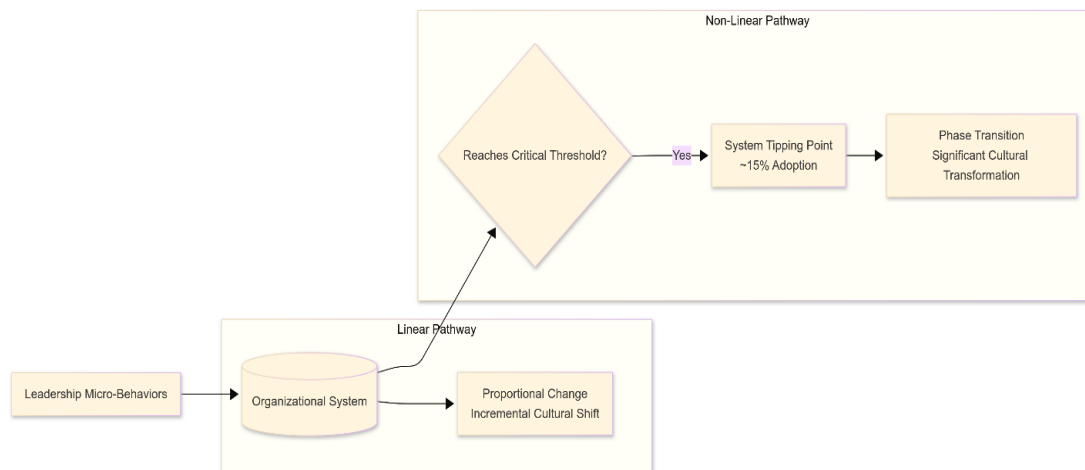 Non-Linear Pathway
Reaches Critical Threshold?
Yes
System Tipping Point
~15% Adoption
Phase Transition
Significant Cultural
Transformation
Linear Pathway
Leadership Micro-Behaviors
Organizational System
Proportional Change
Incremental Cultural Shift